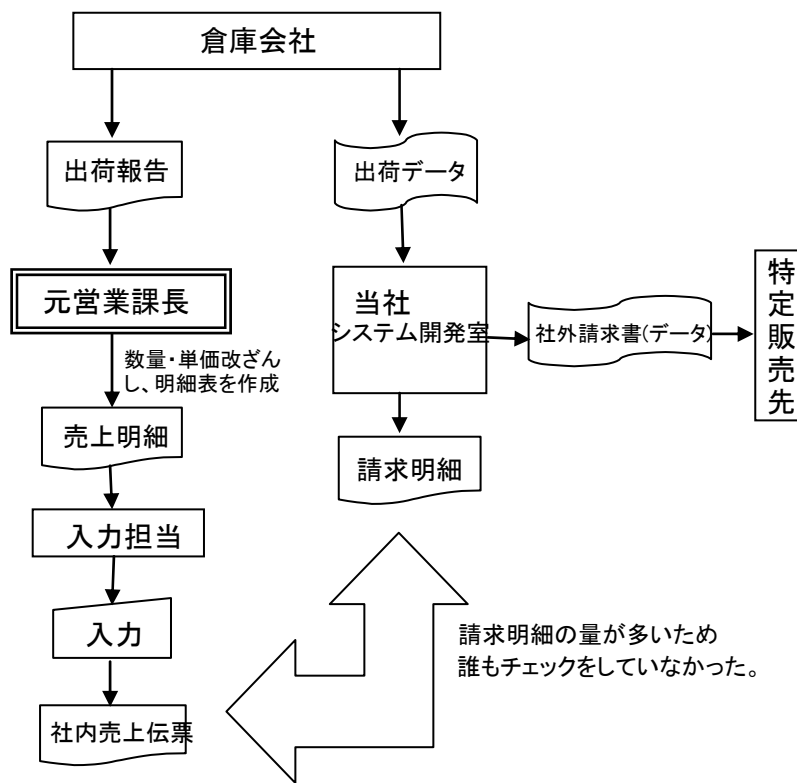 倉庫会社
出荷報告
出荷データ
元営業課長
当社
システム開発室
社外請求書(データ)
特定販売先
数量・単価改ざん
し、明細表を作成
売上明細
請求明細
入力担当
入力
請求明細の量が多いため
誰もチェックをしていなかった。
社内売上伝票